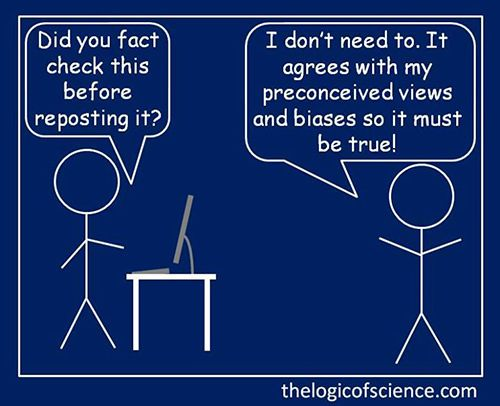 Did you fact
check this
before
reposting it?
I don't need to. It
agrees with my
preconceived views
and biases so it must
be true!
thelogicofscience.com